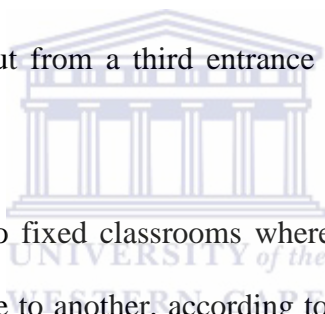 ut from a third entrance
o fixed classrooms where
UNIVERSITY of the
e to another, according to
WESTERN CAPE